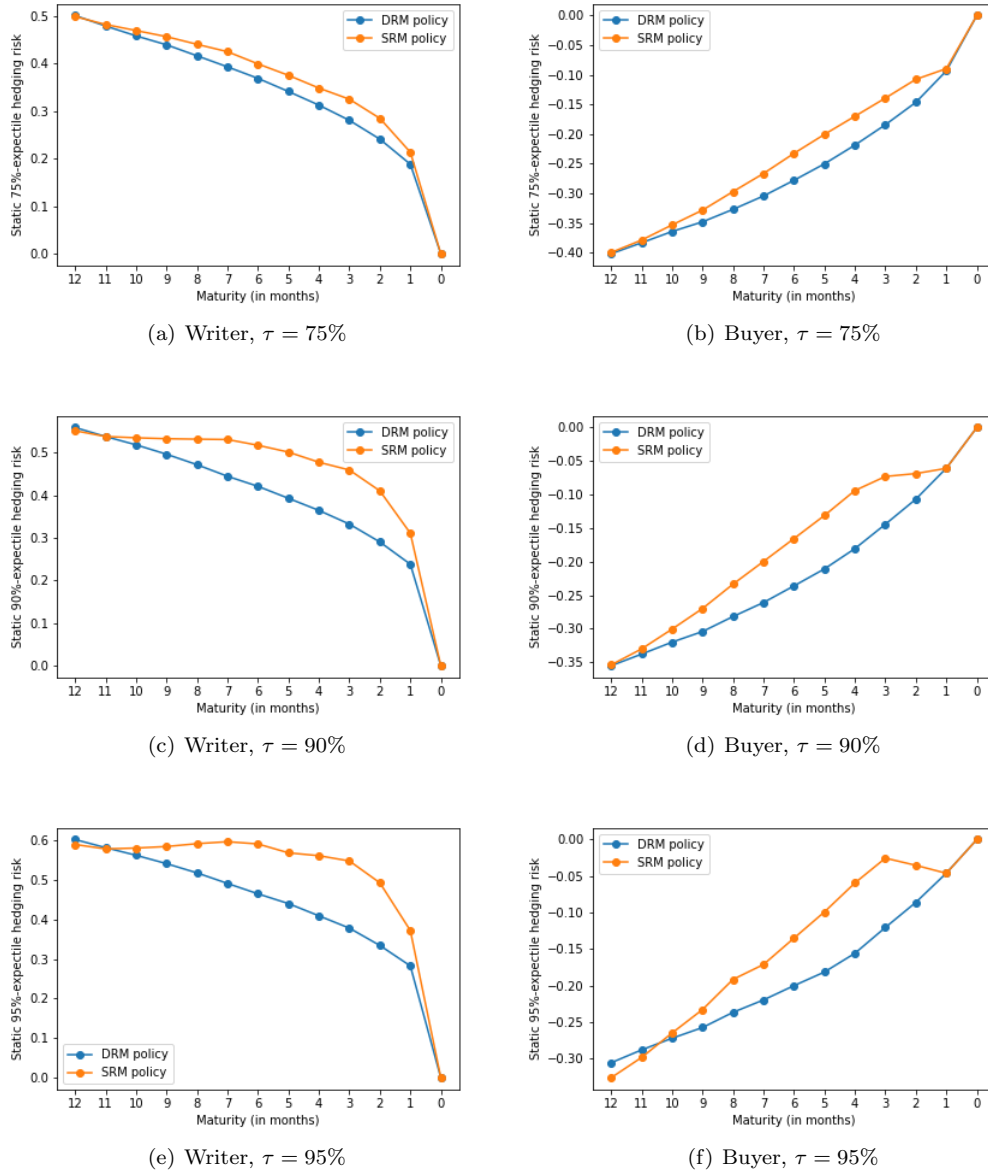 0.5
0.4
0.3
0.2
0.1
0.0
Static 75%-expectile hedging risk
DRM policy
SRM policy
12 11 10 9 8 7 6 5 4 3 2 1 0
Maturity (in months)
(a) Writer, τ = 75%
0.00
−0.05
−0.10
−0.15
−0.20
−0.25
−0.30
−0.35
−0.40
Static 75%-expectile hedging risk
DRM policy
SRM policy
12 11 10 9 8 7 6 5 4 3 2 1 0
Maturity (in months)
(b) Buyer, τ = 75%
0.5
0.4
0.3
0.2
0.1
0.0
Static 90%-expectile hedging risk
DRM policy
SRM policy
12 11 10 9 8 7 6 5 4 3 2 1 0
Maturity (in months)
(c) Writer, τ = 90%
0.00
−0.05
−0.10
−0.15
−0.20
−0.25
−0.30
−0.35
Static 90%-expectile hedging risk
DRM policy
SRM policy
12 11 10 9 8 7 6 5 4 3 2 1 0
Maturity (in months)
(d) Buyer, τ = 90%
0.6
0.5
0.4
0.3
0.2
0.1
0.0
Static 95%-expectile hedging risk
DRM policy
SRM policy
12 11 10 9 8 7 6 5 4 3 2 1 0
Maturity (in months)
(e) Writer, τ = 95%
0.00
−0.05
−0.10
−0.15
−0.20
−0.25
−0.30
Static 95%-expectile hedging risk
DRM policy
SRM policy
12 11 10 9 8 7 6 5 4 3 2 1 0
Maturity (in months)
(f) Buyer, τ = 95%